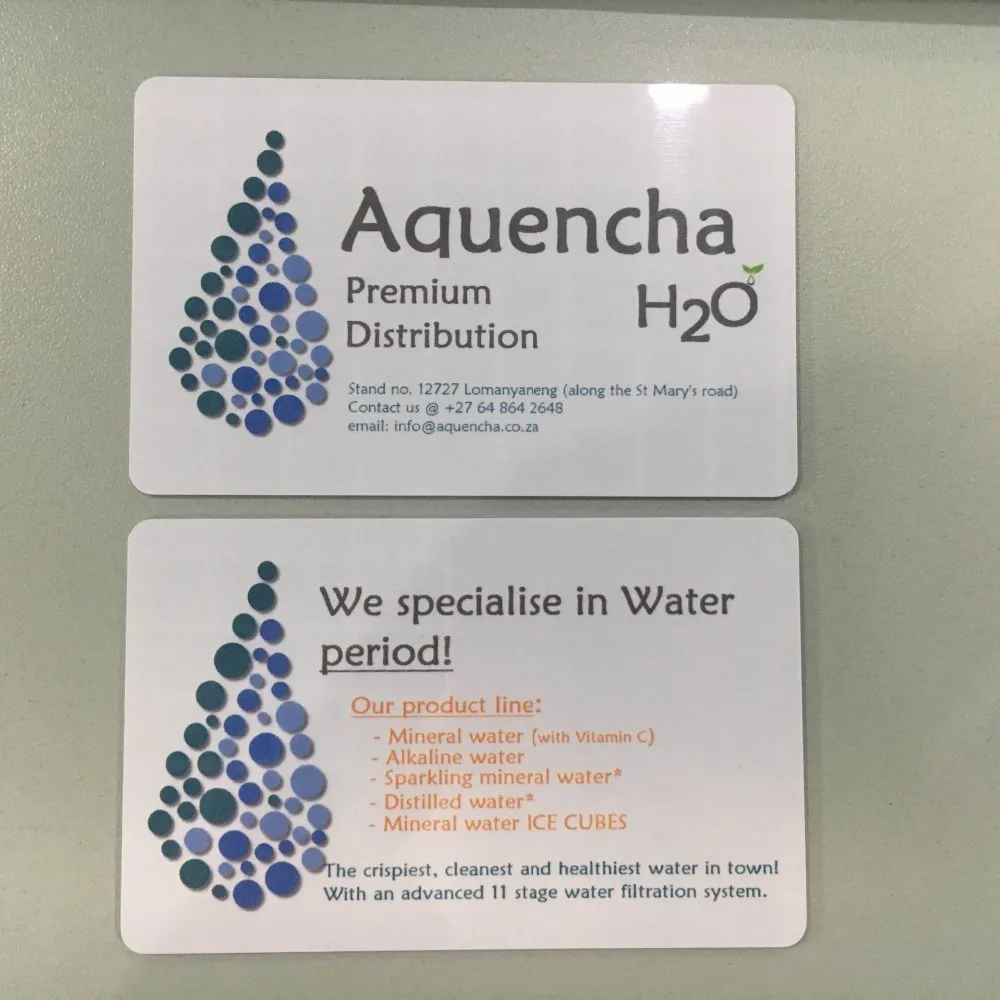 Aquencha
Premium
Distribution
H2O
Stand no. 12727 Lomanyaneng (along the St Mary's road)
Contact us @ +27 64 864 2648
email: info@aquencha.co.za
We specialise in Water
period!
Our product line:
- Mineral water (with Vitamin C)
- Alkaline water
- Sparkling mineral water*
- Distilled water*
- Mineral water ICE CUBES
The crispiest, cleanest and healthiest water in town!
With an advanced 11 stage water filtration system.